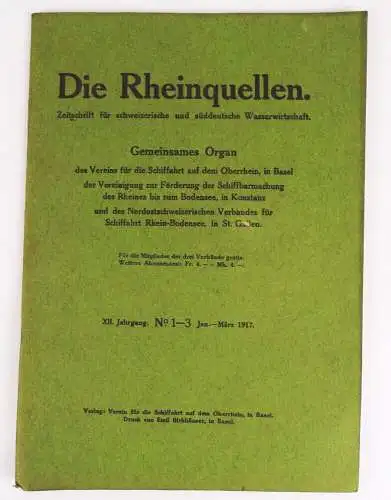 Die Rheinquellen.
Zeitschrift für schweizerische und süddeutsche Wasserwirtschaft.
Gemeinsames Organ
des Vereins für die Schiffahrt auf dem Oberrhein, in Basel
der Vereinigung zur Förderung der Schiffbarmachung
des Rheines bis zum Bodensee, in Konstanz
und des Nordostschweizerischen Verbandes für
Schiffahrt Rhein-Bodensee, in St. Gallen.
Für die Mitglieder der drei Verbände gratis.
Weitere Abonnenten: Fr. 4. — = Mk. 4. —.
XII. Jahrgang. No 1—3 Jan.—März 1917.
Verlag: Verein für die Schiffahrt auf dem Oberrhein, in Basel.
Druck von Emil Birkhäuser, in Basel.